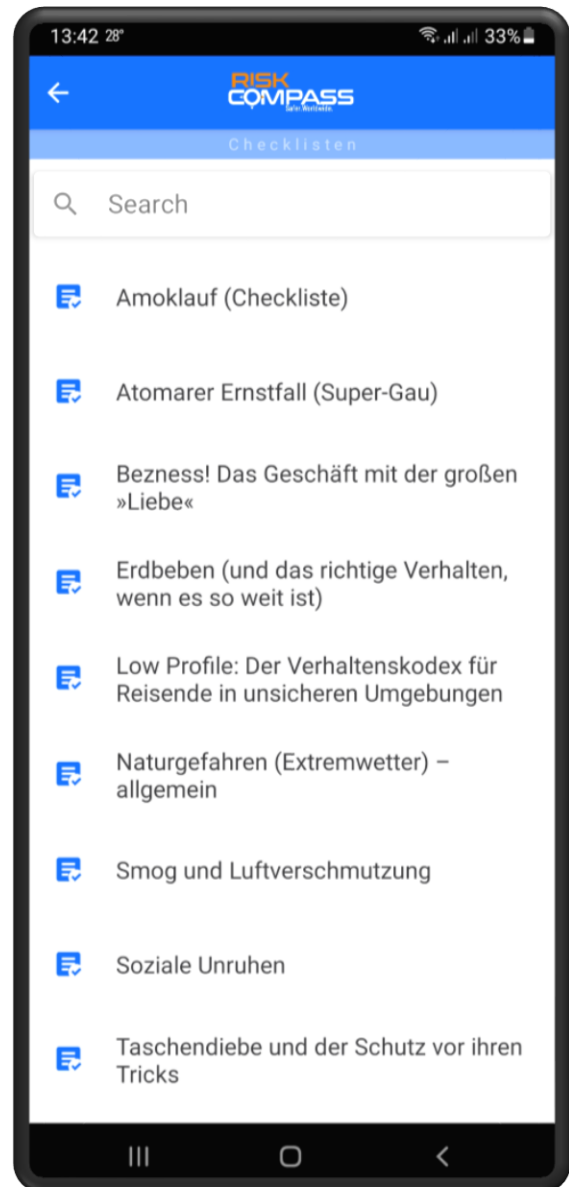 13:42 28° 33%
RISK
COMPASS
Safer Worldwide.
Checklisten
Search
Amoklauf (Checkliste)
Atomarer Ernstfall (Super-Gau)
Bezness! Das Geschäft mit der großen
»Liebe«
Erdbeben (und das richtige Verhalten,
wenn es so weit ist)
Low Profile: Der Verhaltenskodex für
Reisende in unsicheren Umgebungen
Naturgefahren (Extremwetter) –
allgemein
Smog und Luftverschmutzung
Soziale Unruhen
Taschendiebe und der Schutz vor ihren
Tricks